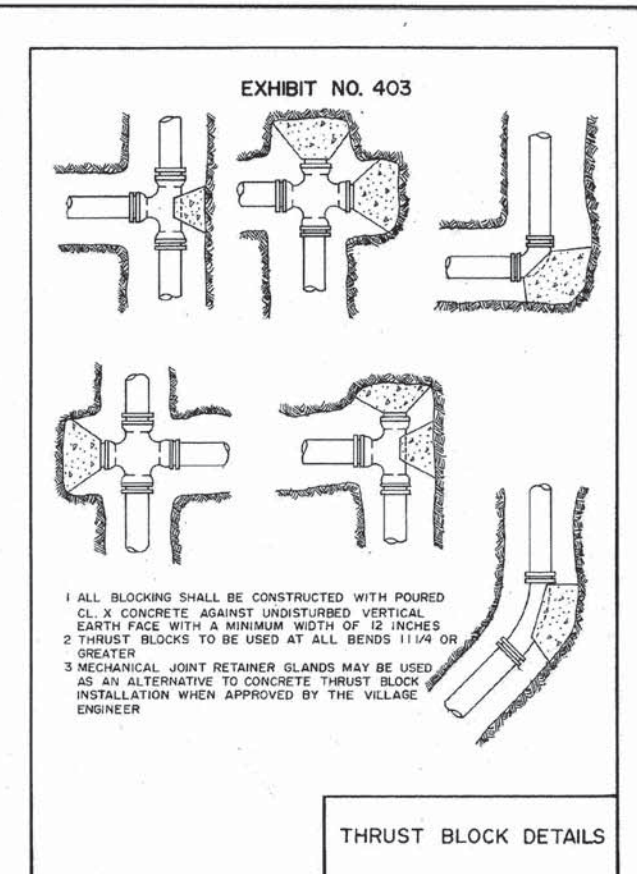 EXHIBIT NO. 403
1 ALL BLOCKING SHALL BE CONSTRUCTED WITH POURED
CL. X CONCRETE AGAINST UNDISTURBED VERTICAL
EARTH FACE WITH A MINIMUM WIDTH OF 12 INCHES
2 THRUST BLOCKS TO BE USED AT ALL BENDS 11 1/4 OR
GREATER
3 MECHANICAL JOINT RETAINER GLANDS MAY BE USED
AS AN ALTERNATIVE TO CONCRETE THRUST BLOCK
INSTALLATION WHEN APPROVED BY THE VILLAGE
ENGINEER
THRUST BLOCK DETAILS